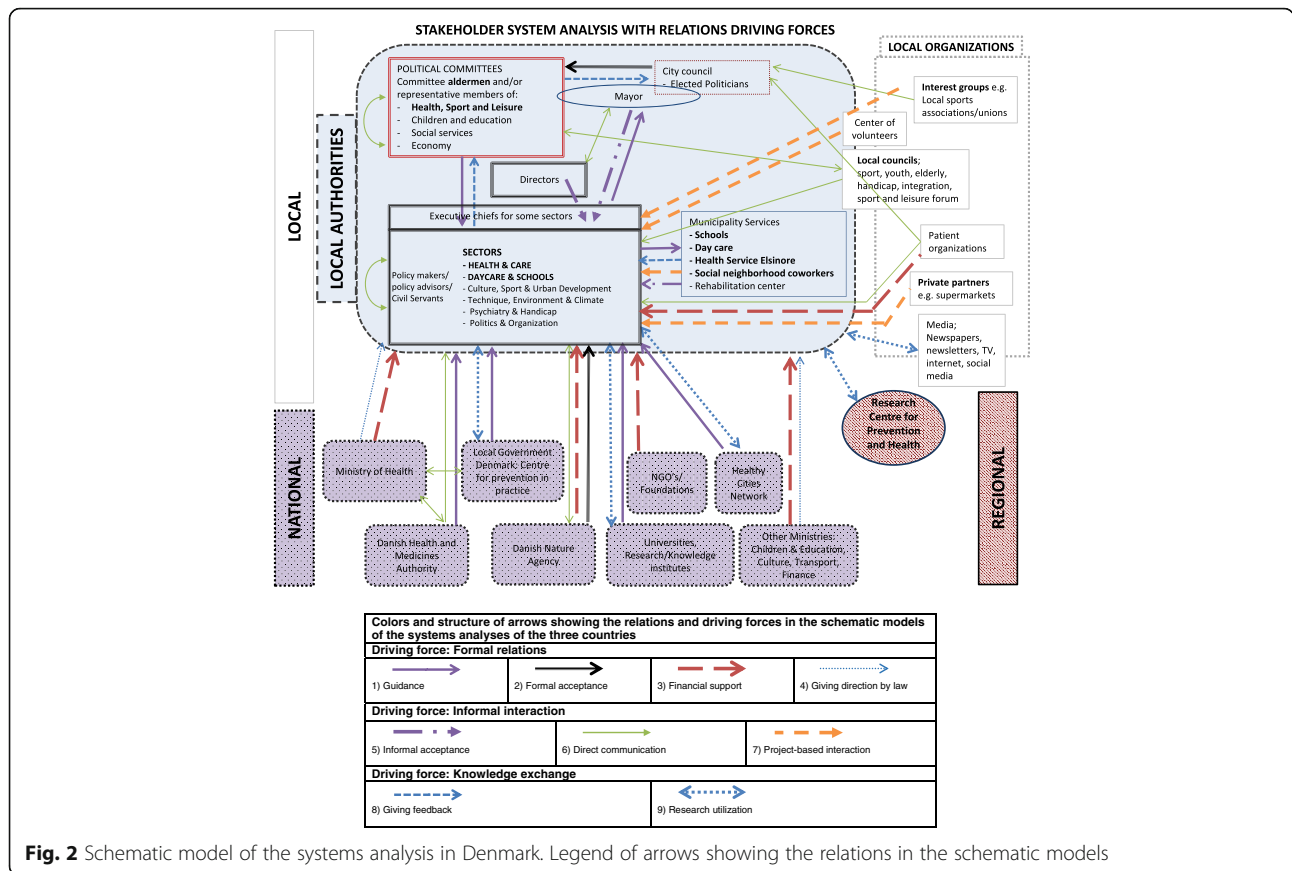 STAKEHOLDER SYSTEM ANALYSIS WITH RELATIONS DRIVING FORCES
LOCAL
LOCAL AUTHORITIES
POLITICAL COMMITTEES
Committee aldermen and/or
representative members of:
- Health, Sport and Leisure
- Children and education
- Social services
- Economy
City council
- Elected Politicians
Mayor
Directors
Executive chiefs for some sectors
Policy makers/
policy advisors/
Civil Servants
SECTORS
- HEALTH & CARE
- DAYCARE & SCHOOLS
- Culture, Sport & Urban Development
- Technique, Environment & Climate
- Psychiatry & Handicap
- Politics & Organization
Municipality Services
- Schools
- Day care
- Health Service Elsinore
- Social neighborhood coworkers
- Rehabilitation center
LOCAL ORGANIZATIONS
Interest groups e.g.
Local sports
associations/unions
Center of
volunteers
Local councils;
sport, youth, elderly,
handicap, integration,
sport and leisure forum
Patient
organizations
Private partners
e.g. supermarkets
Media;
Newspapers,
newsletters, TV,
internet, social
media
Research
Centre for
Prevention
and Health
REGIONAL
NATIONAL
Ministry of Health
Local Government
Denmark: Centre
for prevention in
practice
NGO's/
Foundations
Healthy
Cities
Network
Danish Health and
Medicines
Authority
Danish Nature
Agency
Universities,
Research/Knowledge
institutes
Other Ministries:
Children & Education,
Culture, Transport,
Finance
Colors and structure of arrows showing the relations and driving forces in the schematic models
of the systems analyses of the three countries
Driving force: Formal relations
1) Guidance
2) Formal acceptance
3) Financial support
4) Giving direction by law
Driving force: Informal interaction
5) Informal acceptance
6) Direct communication
7) Project-based interaction
Driving force: Knowledge exchange
8) Giving feedback
9) Research utilization
Fig. 2 Schematic model of the systems analysis in Denmark. Legend of arrows showing the relations in the schematic models